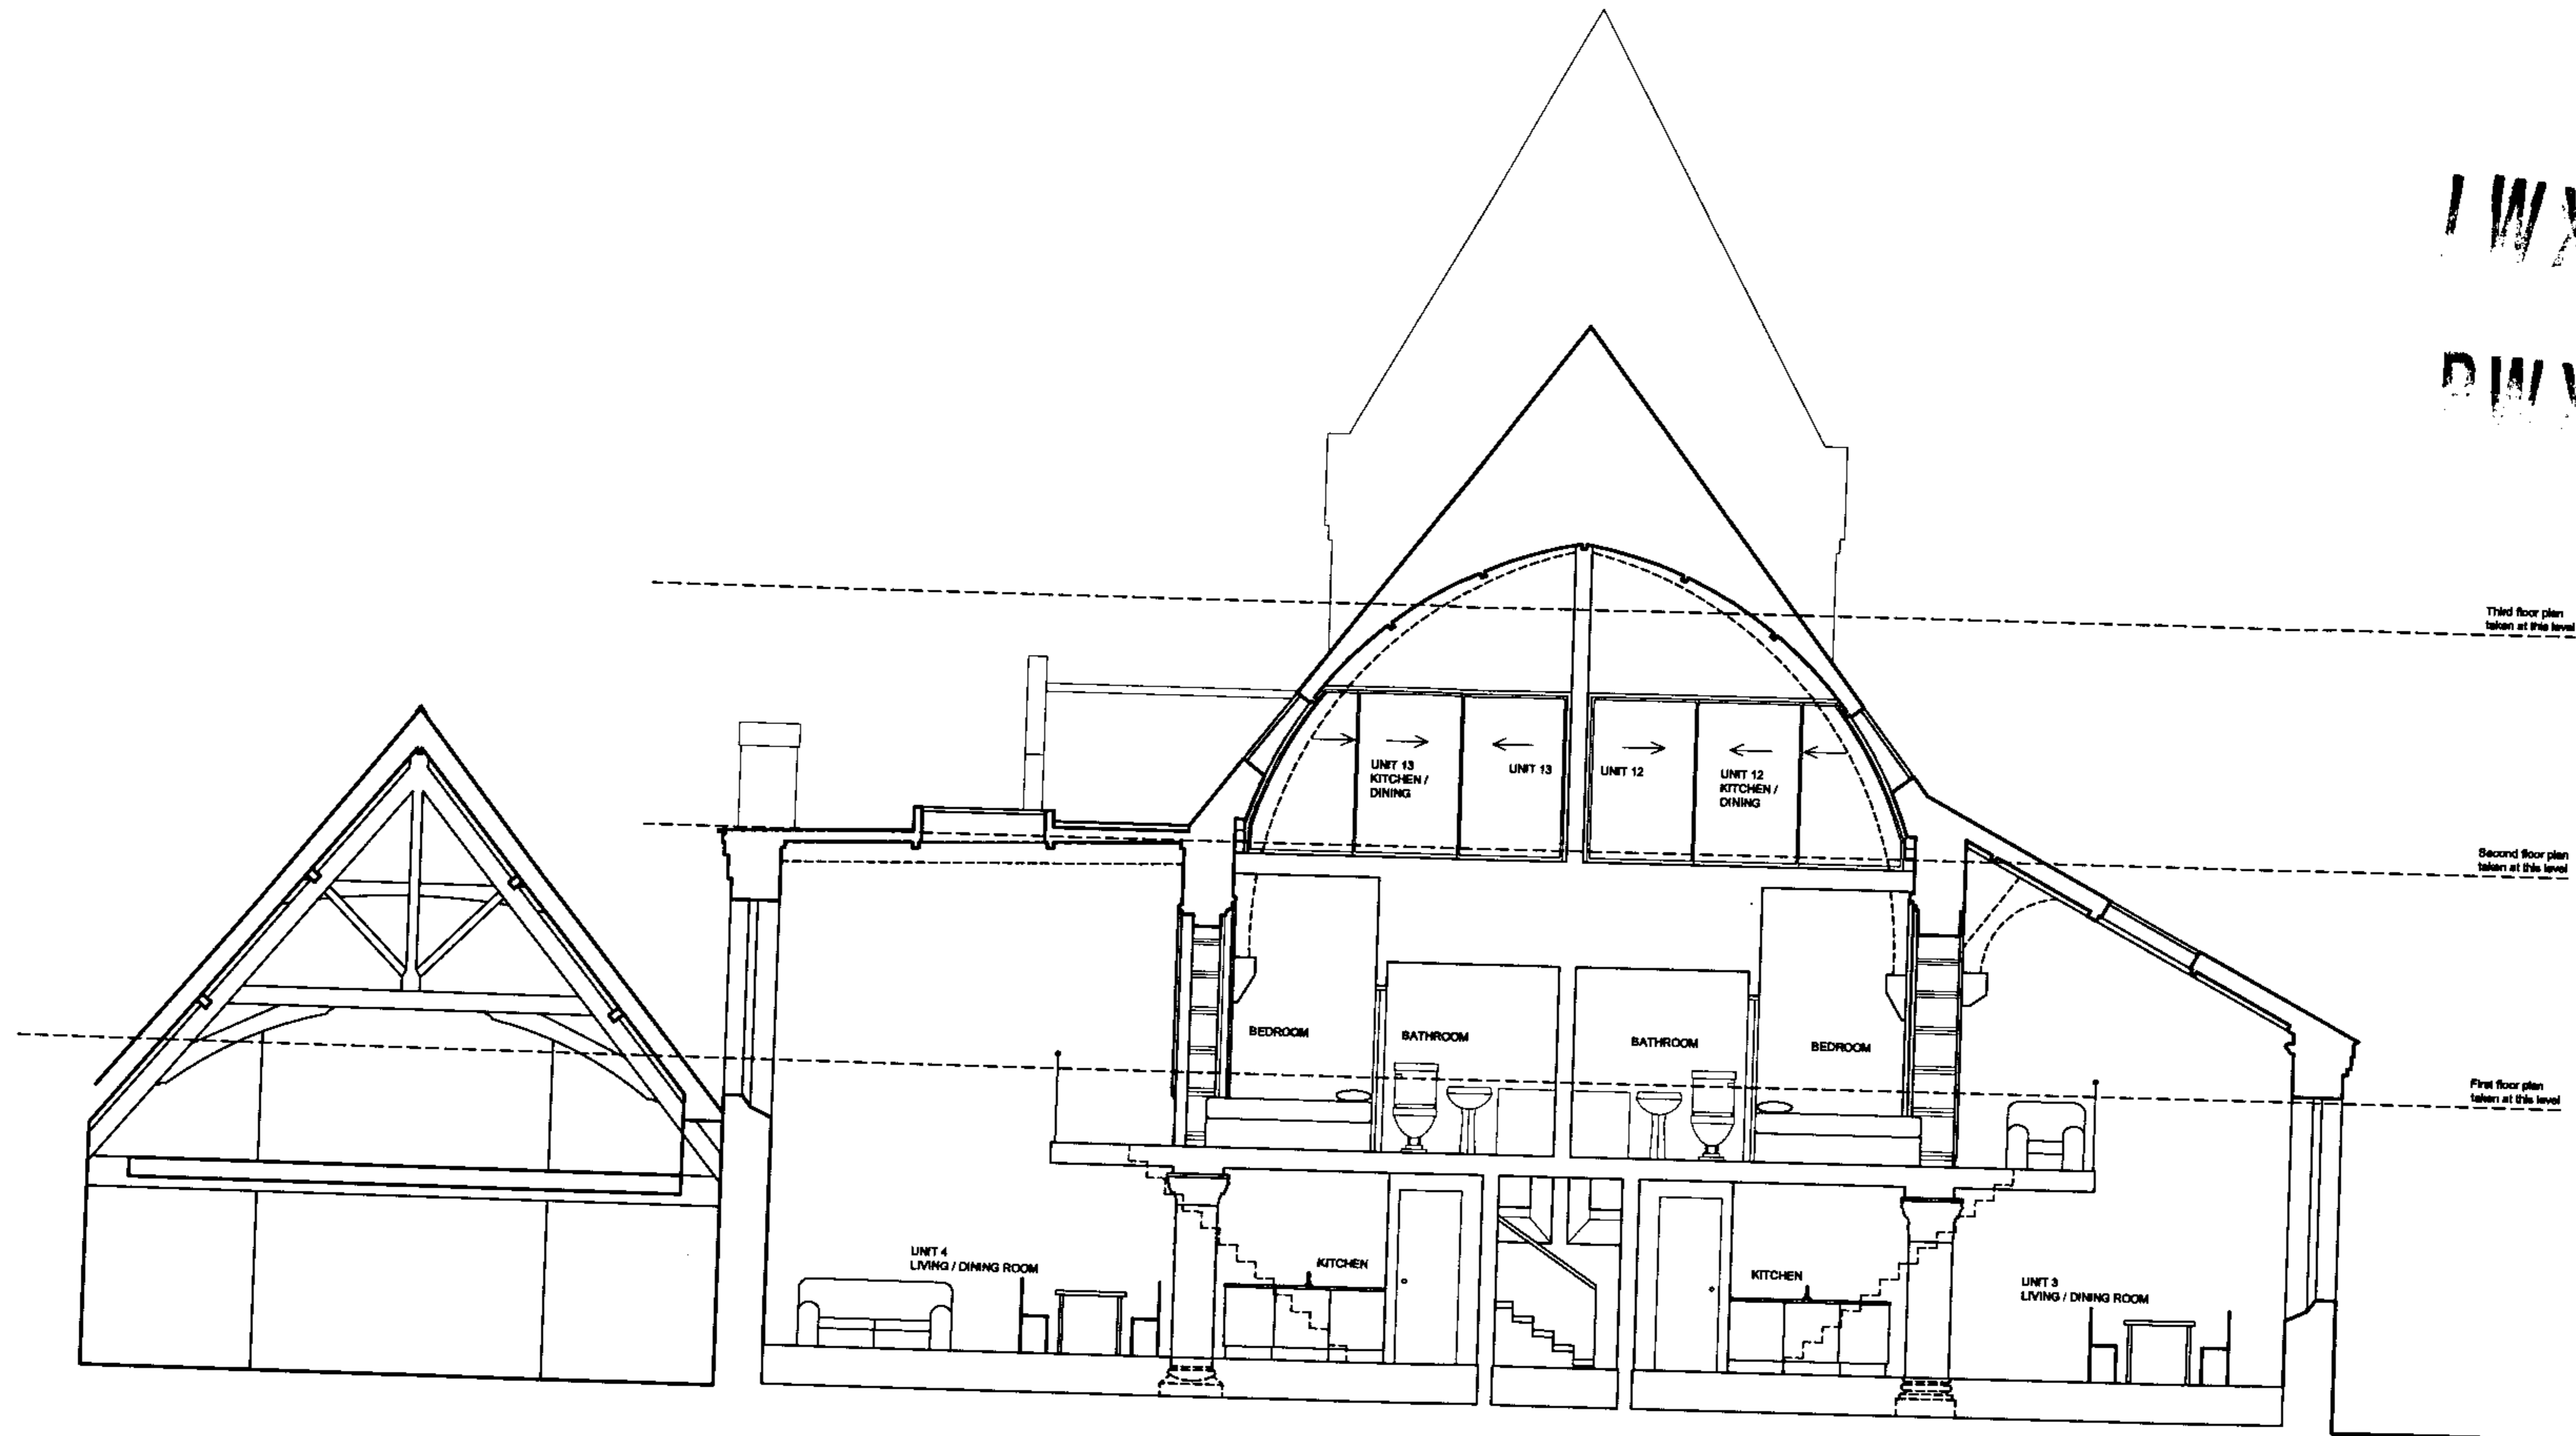 Third floor plan
taken at this level
UNIT 13
KITCHEN /
DINING
UNIT 13
UNIT 12
UNIT 12
KITCHEN /
DINING
Second floor plan
taken at this level
BEDROOM
BATHROOM
BATHROOM
BEDROOM
First floor plan
taken at this level
UNIT 4
LIVING / DINING ROOM
KITCHEN
KITCHEN
UNIT 3
LIVING / DINING ROOM